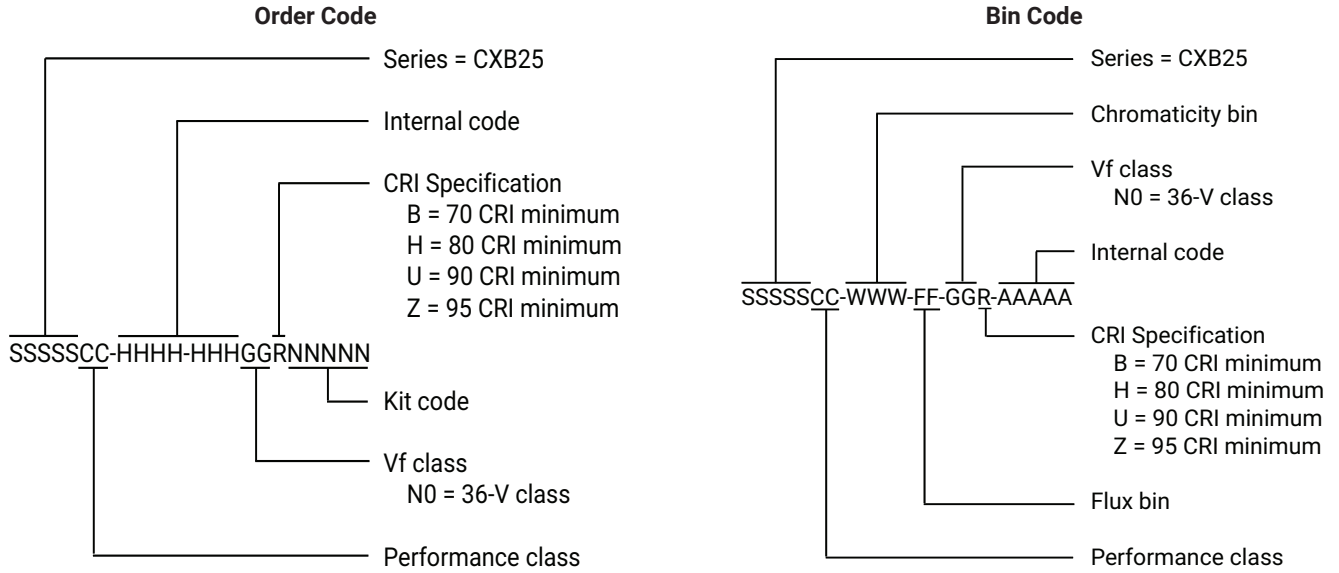 Order Code
Series = CXB25
Internal code
CRI Specification
B = 70 CRI minimum
H = 80 CRI minimum
U = 90 CRI minimum
Z = 95 CRI minimum
SSSSSCC-HHHH-HHHGGRNNNNN
Kit code
Vf class
N0 = 36-V class
Performance class
Bin Code
Series = CXB25
Chromaticity bin
Vf class
N0 = 36-V class
Internal code
SSSSSCC-WWW-FF-GGR-AAAAA
CRI Specification
B = 70 CRI minimum
H = 80 CRI minimum
U = 90 CRI minimum
Z = 95 CRI minimum
Flux bin
Performance class